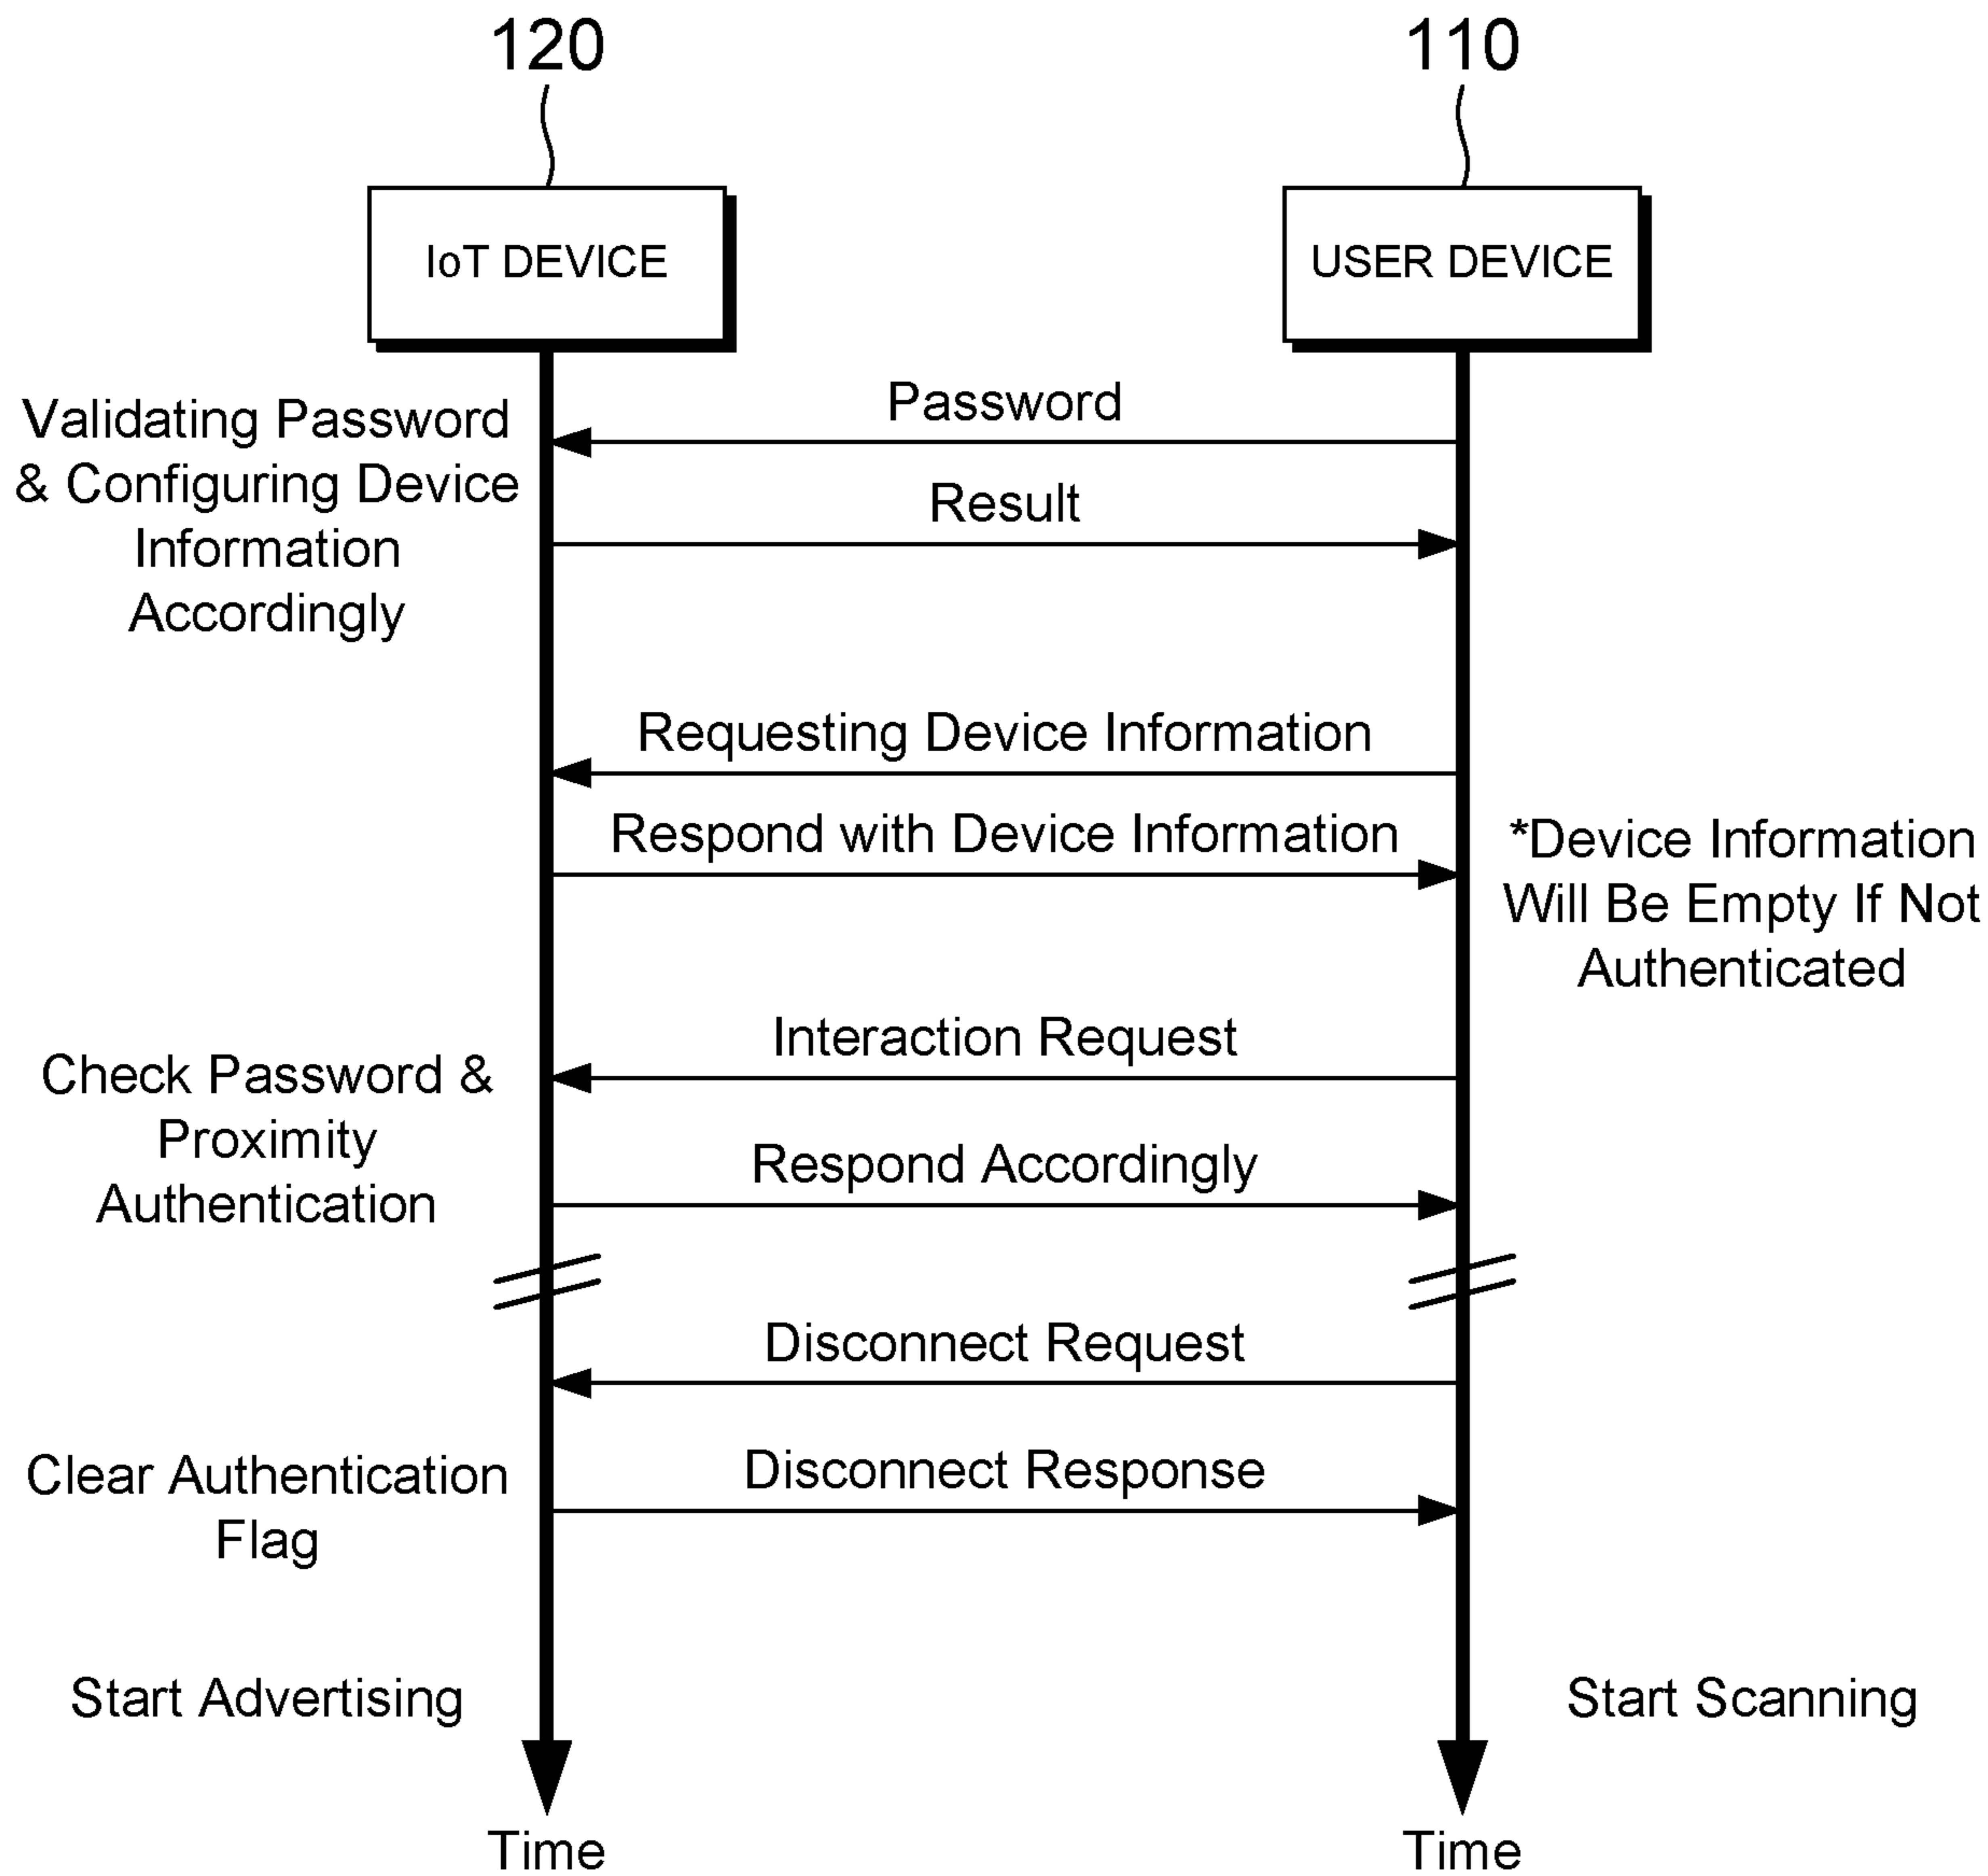 120
110
IoT DEVICE
USER DEVICE
Validating Password
& Configuring Device
Information
Accordingly
Password
Result
Requesting Device Information
Respond with Device Information
*Device Information
Will Be Empty If Not
Authenticated
Interaction Request
Check Password &
Proximity
Authentication
Respond Accordingly
Disconnect Request
Clear Authentication
Flag
Disconnect Response
Start Advertising
Start Scanning
Time
Time